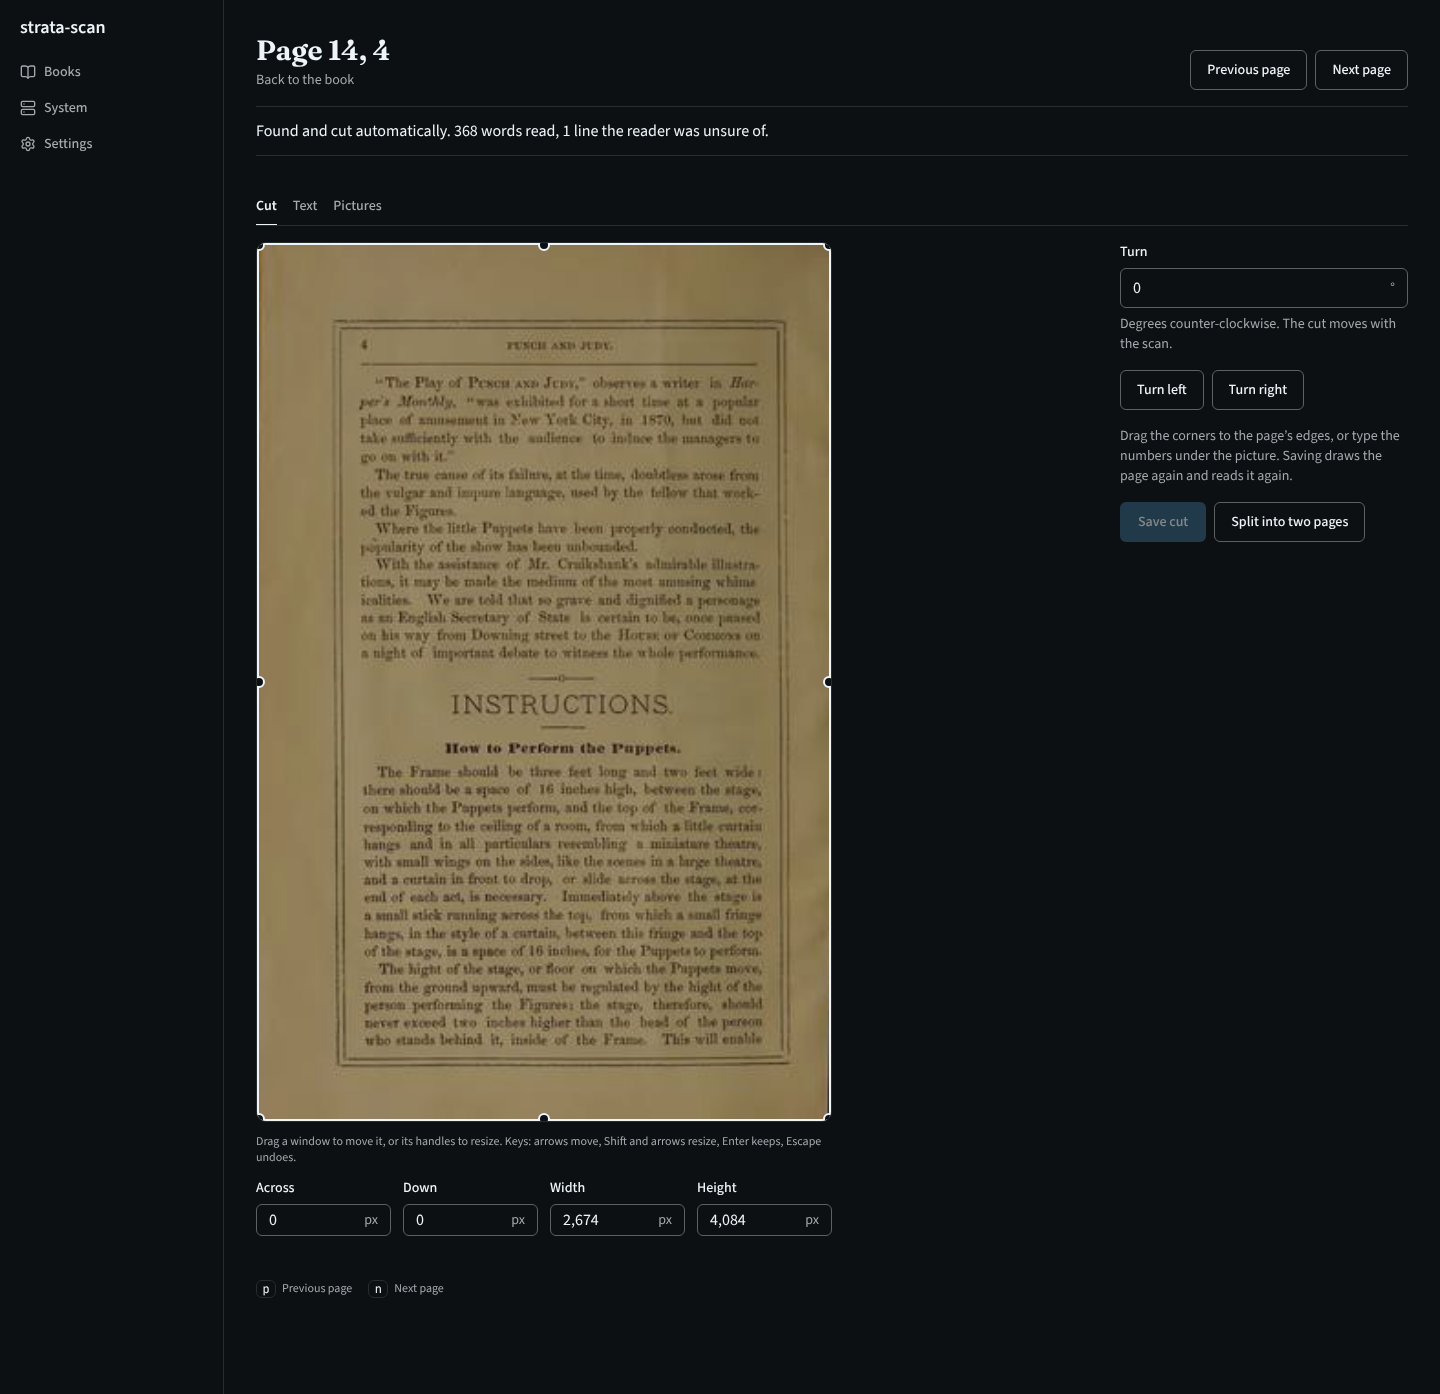 strata-scan
Books
System
Settings
Page 14, 4
Back to the book
Previous page
Next page
Found and cut automatically. 368 words read, 1 line the reader was unsure of.
Cut
Text
Pictures
4
PUNCH AND JUDY.
"The Play of PUNCH AND JUDY," observes a writer in Har-
per's Monthly, "was exhibited for a short time at a popular
place of amusement in New York City, in 1870, but did not
take sufficiently with the audience to induce the managers to
go on with it."
The true cause of its failure, at the time, doubtless arose from
the vulgar and impure language, used by the fellow that work-
ed the Figures.
Where the little Puppets have been properly conducted, the
popularity of the show has been unbounded.
With the assistance of Mr. Cruikshank's admirable illustra-
tions, it may be made the medium of the most amusing whims
icalities. We are told that so grave and dignified a personage
as an English Secretary of State is certain to be, once paused
on his way from Downing street to the HOUSE OF COMMONS on
a night of important debate to witness the whole performance.
INSTRUCTIONS.
How to Perform the Puppets.
The Frame should be three feet long and two feet wide;
there should be a space of 16 inches high, between the stage,
on which the Puppets perform, and the top of the Frame, cor-
responding to the ceiling of a room, from which a little curtain
hangs and in all particulars resembling a miniature theatre,
with small wings on the sides, like the scenes in a large theatre,
and a curtain in front to drop, or slide across the stage, at the
end of each act, is necessary. Immediately above the stage is
a small stick running across the top, from which a small fringe
hangs, in the style of a curtain, between this fringe and the top
of the stage, is a space of 16 inches, for the Puppets to perform.
The hight of the stage, or floor on which the Puppets move,
from the ground upward, must be regulated by the hight of the
person performing the Figures; the stage, therefore, should
never exceed two inches higher than the head of the person
who stands behind it, inside of the Frame. This will enable
Turn
0 °
Degrees counter-clockwise. The cut moves with
the scan.
Turn left
Turn right
Drag the corners to the page’s edges, or type the
numbers under the picture. Saving draws the
page again and reads it again.
Save cut
Split into two pages
Drag a window to move it, or its handles to resize. Keys: arrows move, Shift and arrows resize, Enter keeps, Escape
undoes.
Across
Down
Width
Height
0 px
0 px
2,674 px
4,084 px
p Previous page
n Next page